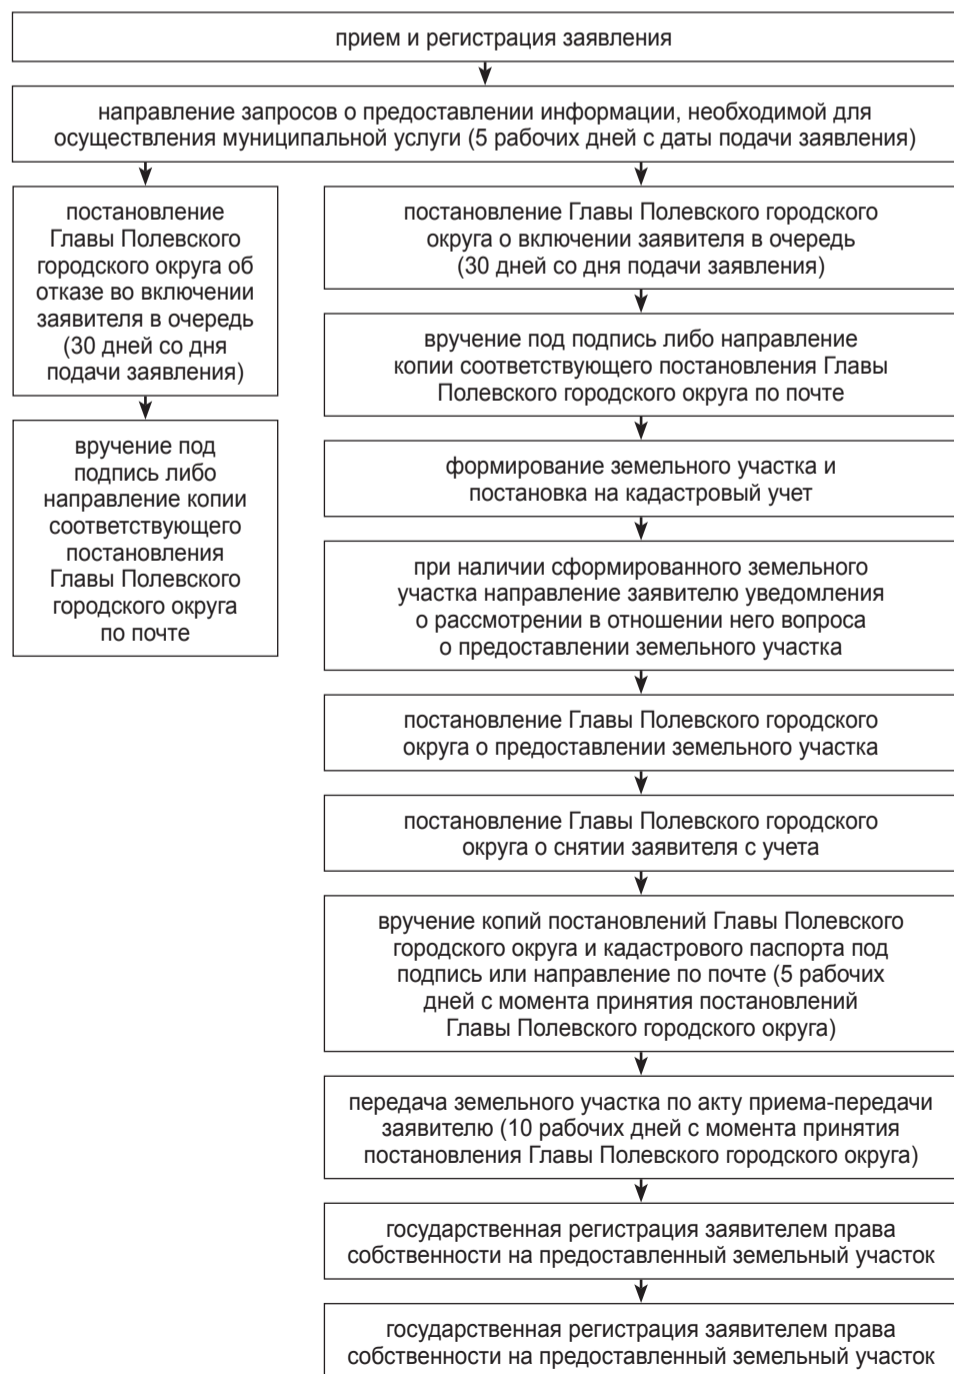 прием и регистрация заявления
направление запросов о предоставлении информации, необходимой для
осуществления муниципальной услуги (5 рабочих дней с даты подачи заявления)
постановление
Главы Полевского
городского округа об
отказе во включении
заявителя в очередь
(30 дней со дня
подачи заявления)
вручение под
подпись либо
направление копии
соответствующего
постановления
Главы Полевского
городского округа
по почте
постановление Главы Полевского городского
округа о включении заявителя в очередь
(30 дней со дня подачи заявления)
вручение под подпись либо направление
копии соответствующего постановления Главы
Полевского городского округа по почте
формирование земельного участка и
постановка на кадастровый учет
при наличии сформированного земельного
участка направление заявителю уведомления
о рассмотрении в отношении него вопроса
о предоставлении земельного участка
постановление Главы Полевского городского
округа о предоставлении земельного участка
постановление Главы Полевского городского
округа о снятии заявителя с учета
вручение копий постановлений Главы Полевского
городского округа и кадастрового паспорта под
подпись или направление по почте (5 рабочих
дней с момента принятия постановлений
Главы Полевского городского округа)
передача земельного участка по акту приема-передачи
заявителю (10 рабочих дней с момента принятия
постановления Главы Полевского городского округа)
государственная регистрация заявителем права
собственности на предоставленный земельный участок
государственная регистрация заявителем права
собственности на предоставленный земельный участок